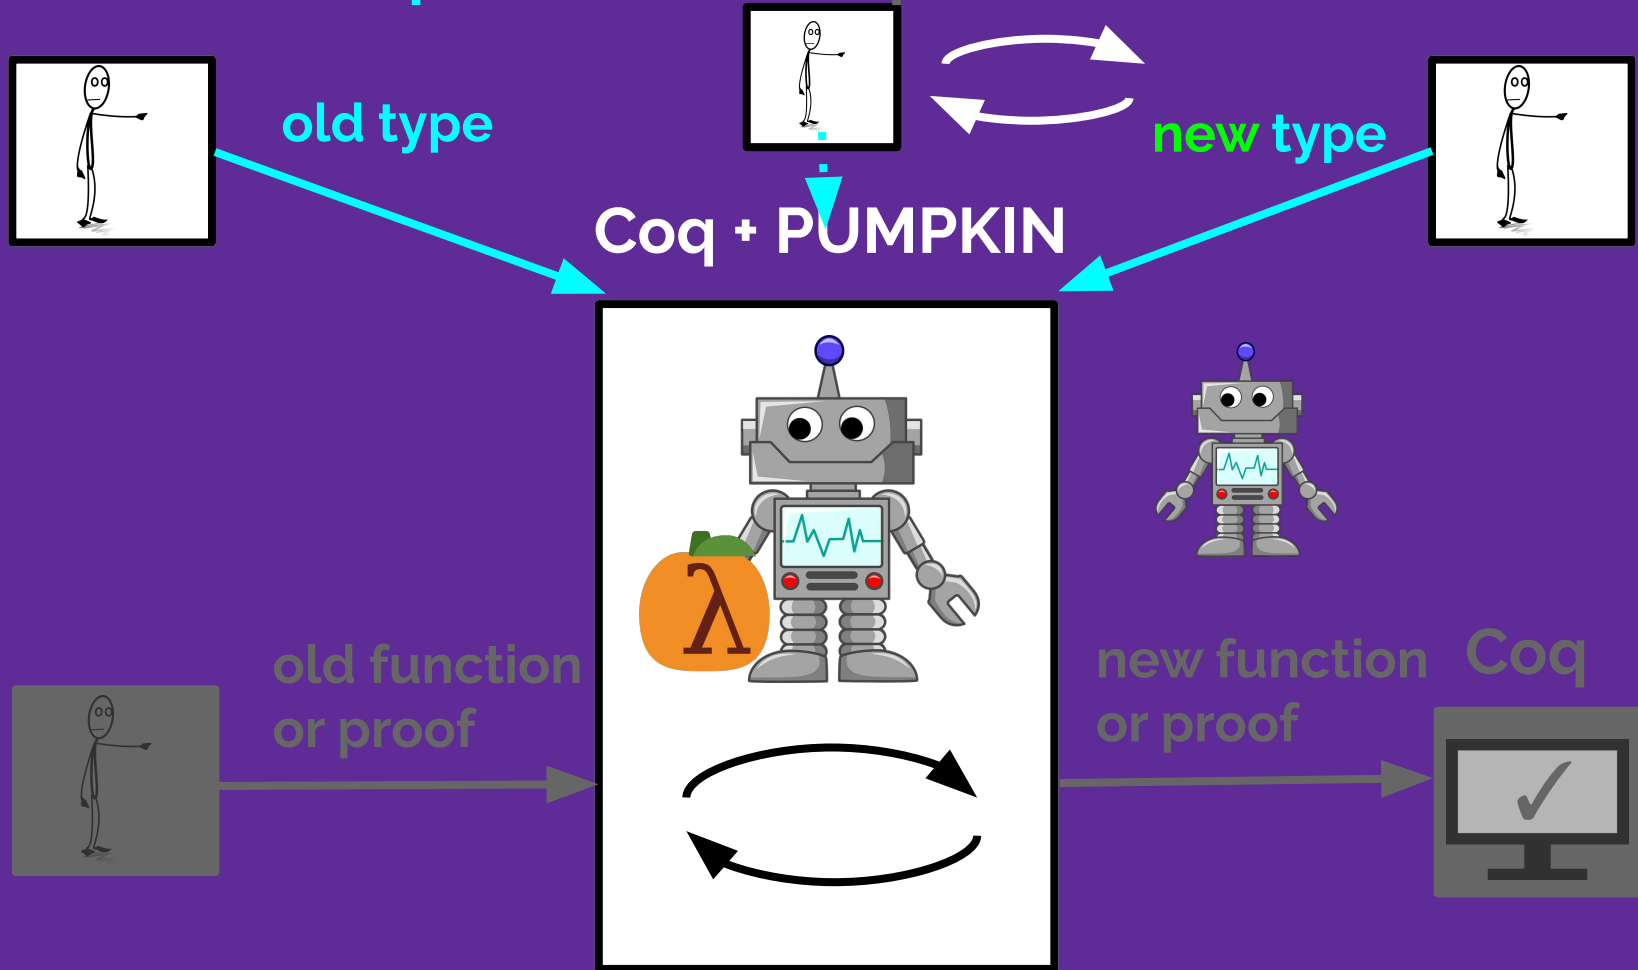 old type
new type
Coq + PUMPKIN
λ
old function
or proof
new function
or proof
Coq